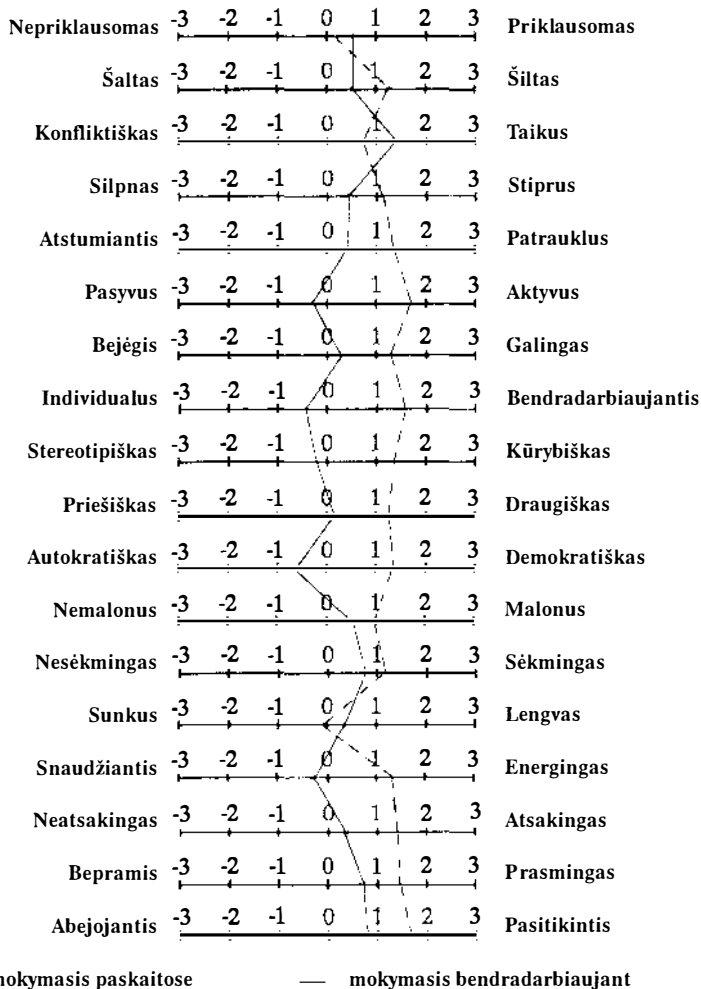 Nepriklausomas -3 -2 -1 0 1 2 3 Priklausomas
Šaltas -3 -2 -1 0 1 2 3 Šiltas
Konfliktiškas -3 -2 -1 0 1 2 3 Taikus
Silpnas -3 -2 -1 0 1 2 3 Stiprus
Atstumiantis -3 -2 -1 0 1 2 3 Patrauklus
Pasyvus -3 -2 -1 0 1 2 3 Aktyvus
Bejėgis -3 -2 -1 0 1 2 3 Galingas
Individualus -3 -2 -1 0 1 2 3 Bendradarbiaujantis
Stereotipiškas -3 -2 -1 0 1 2 3 Kūrybiškas
Priešiškas -3 -2 -1 0 1 2 3 Draugiškas
Autokratiškas -3 -2 -1 0 1 2 3 Demokratiškas
Nemalonus -3 -2 -1 0 1 2 3 Malonus
Nesėkmingas -3 -2 -1 0 1 2 3 Sėkmingas
Sunkus -3 -2 -1 0 1 2 3 Lengvas
Snaudžiantis -3 -2 -1 0 1 2 3 Energingas
Neatsakingas -3 -2 -1 0 1 2 3 Atsakingas
Bepramis -3 -2 -1 0 1 2 3 Prasmingas
Abejojantis -3 -2 -1 0 1 2 3 Pasitikintis
mokymasis paskaitose — mokymasis bendradarbiaujant